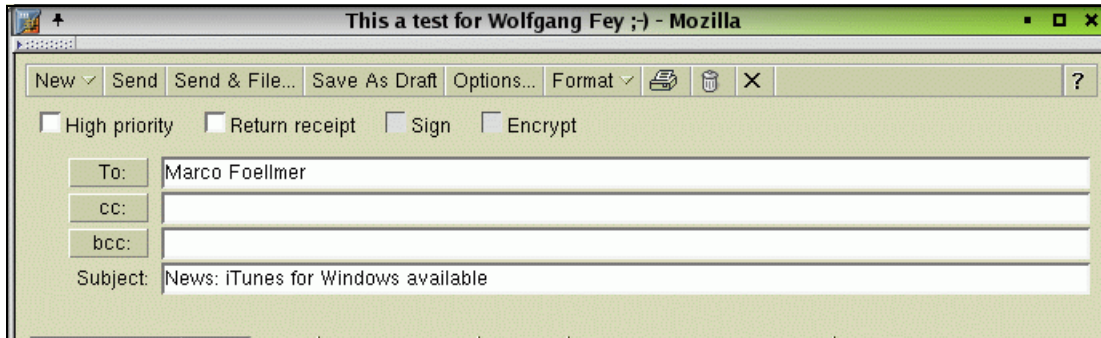 This a test for Wolfgang Fey ;-) - Mozilla
New Send Send & File... Save As Draft Options... Format ?
High priority Return receipt Sign Encrypt
To: Marco Foellmer
cc:
bcc:
Subject: News: iTunes for Windows available